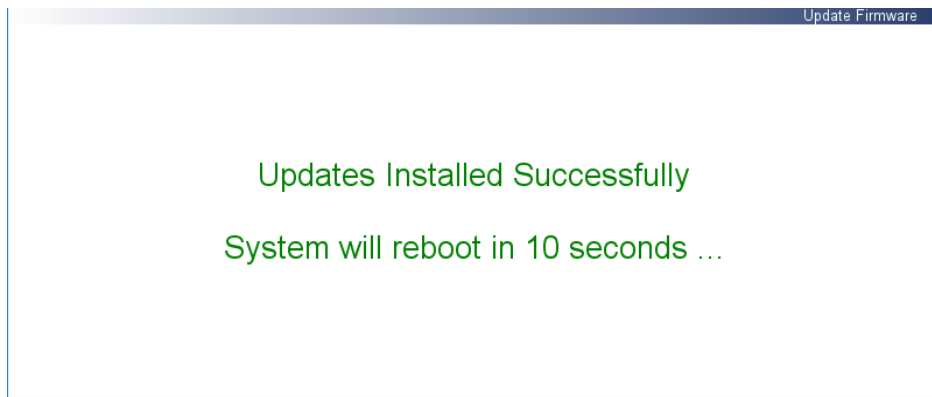 Update Firmware
Updates Installed Successfully
System will reboot in 10 seconds ...